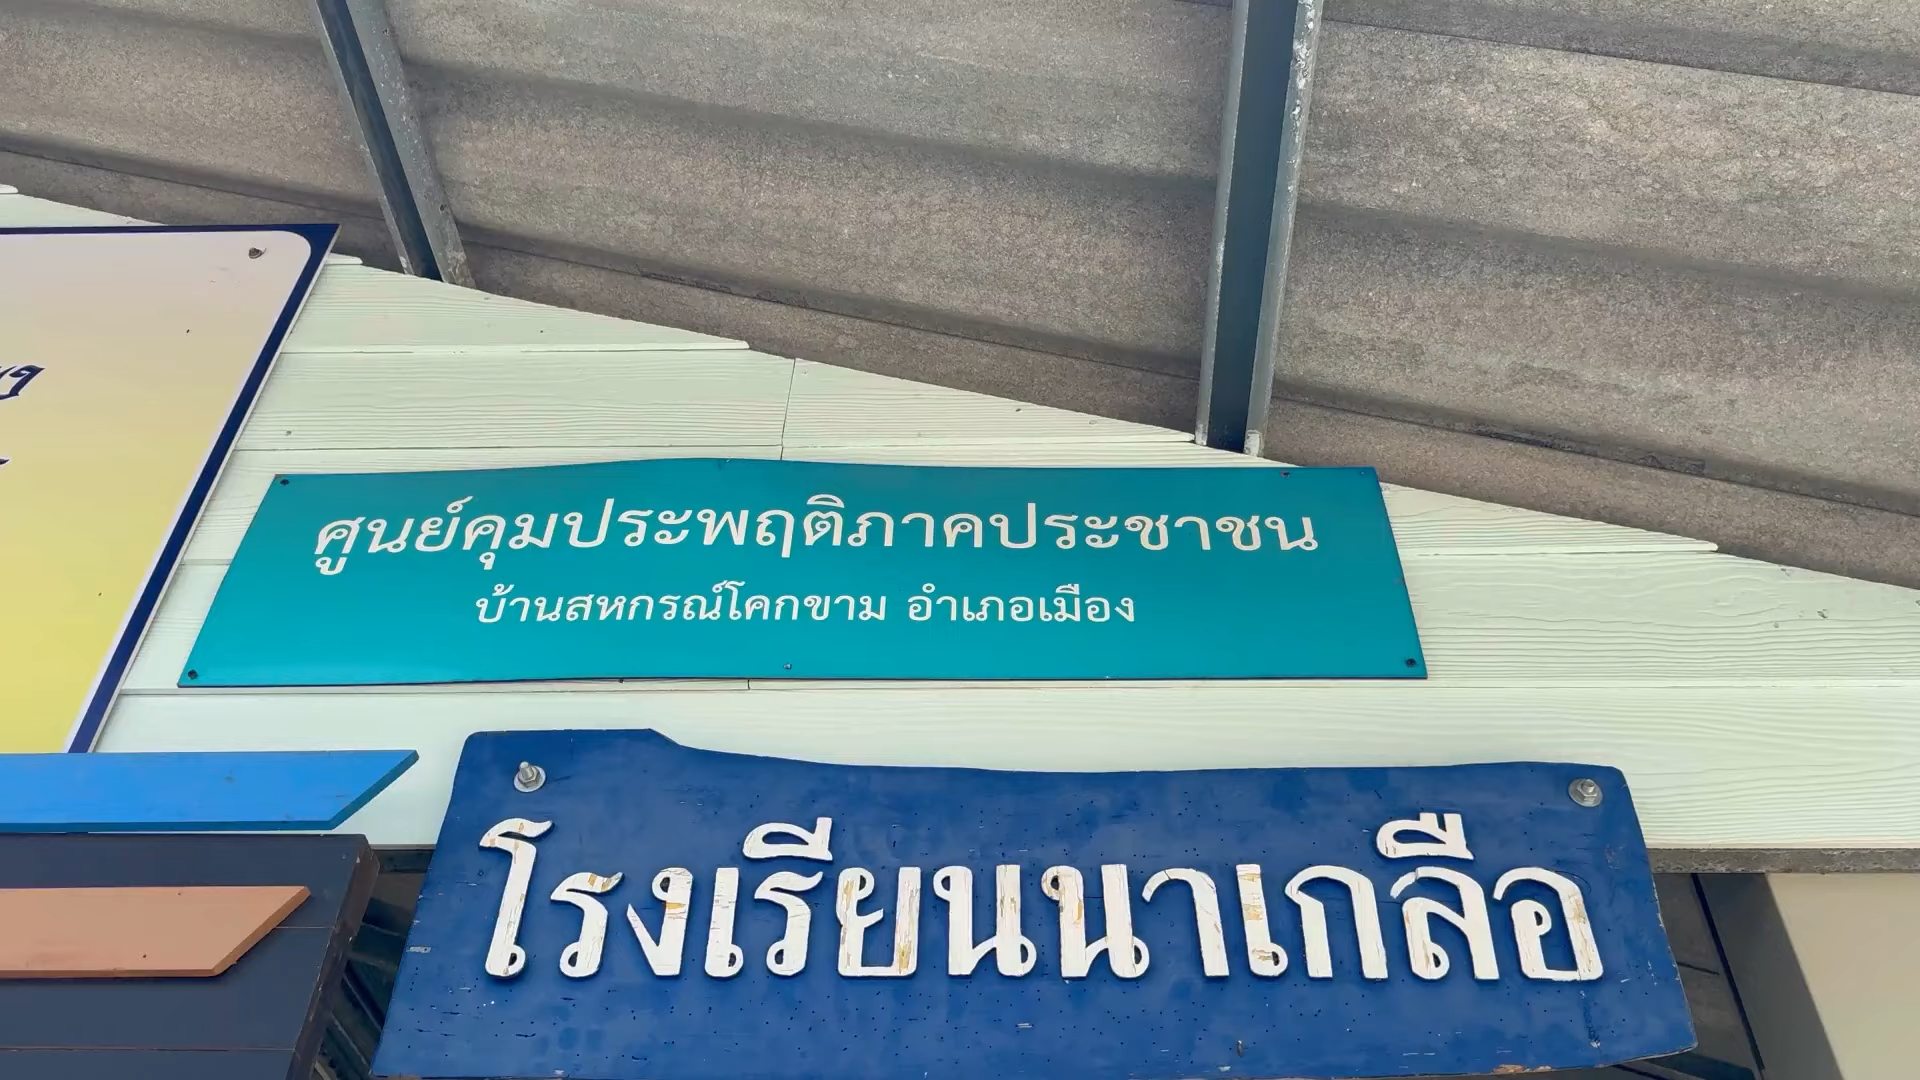 ศูนย์คุมประพฤติภาคประชาชน
บ้านสหกรณ์โคกขาม อำเภอเมือง
โรงเรียนนาเกลือ